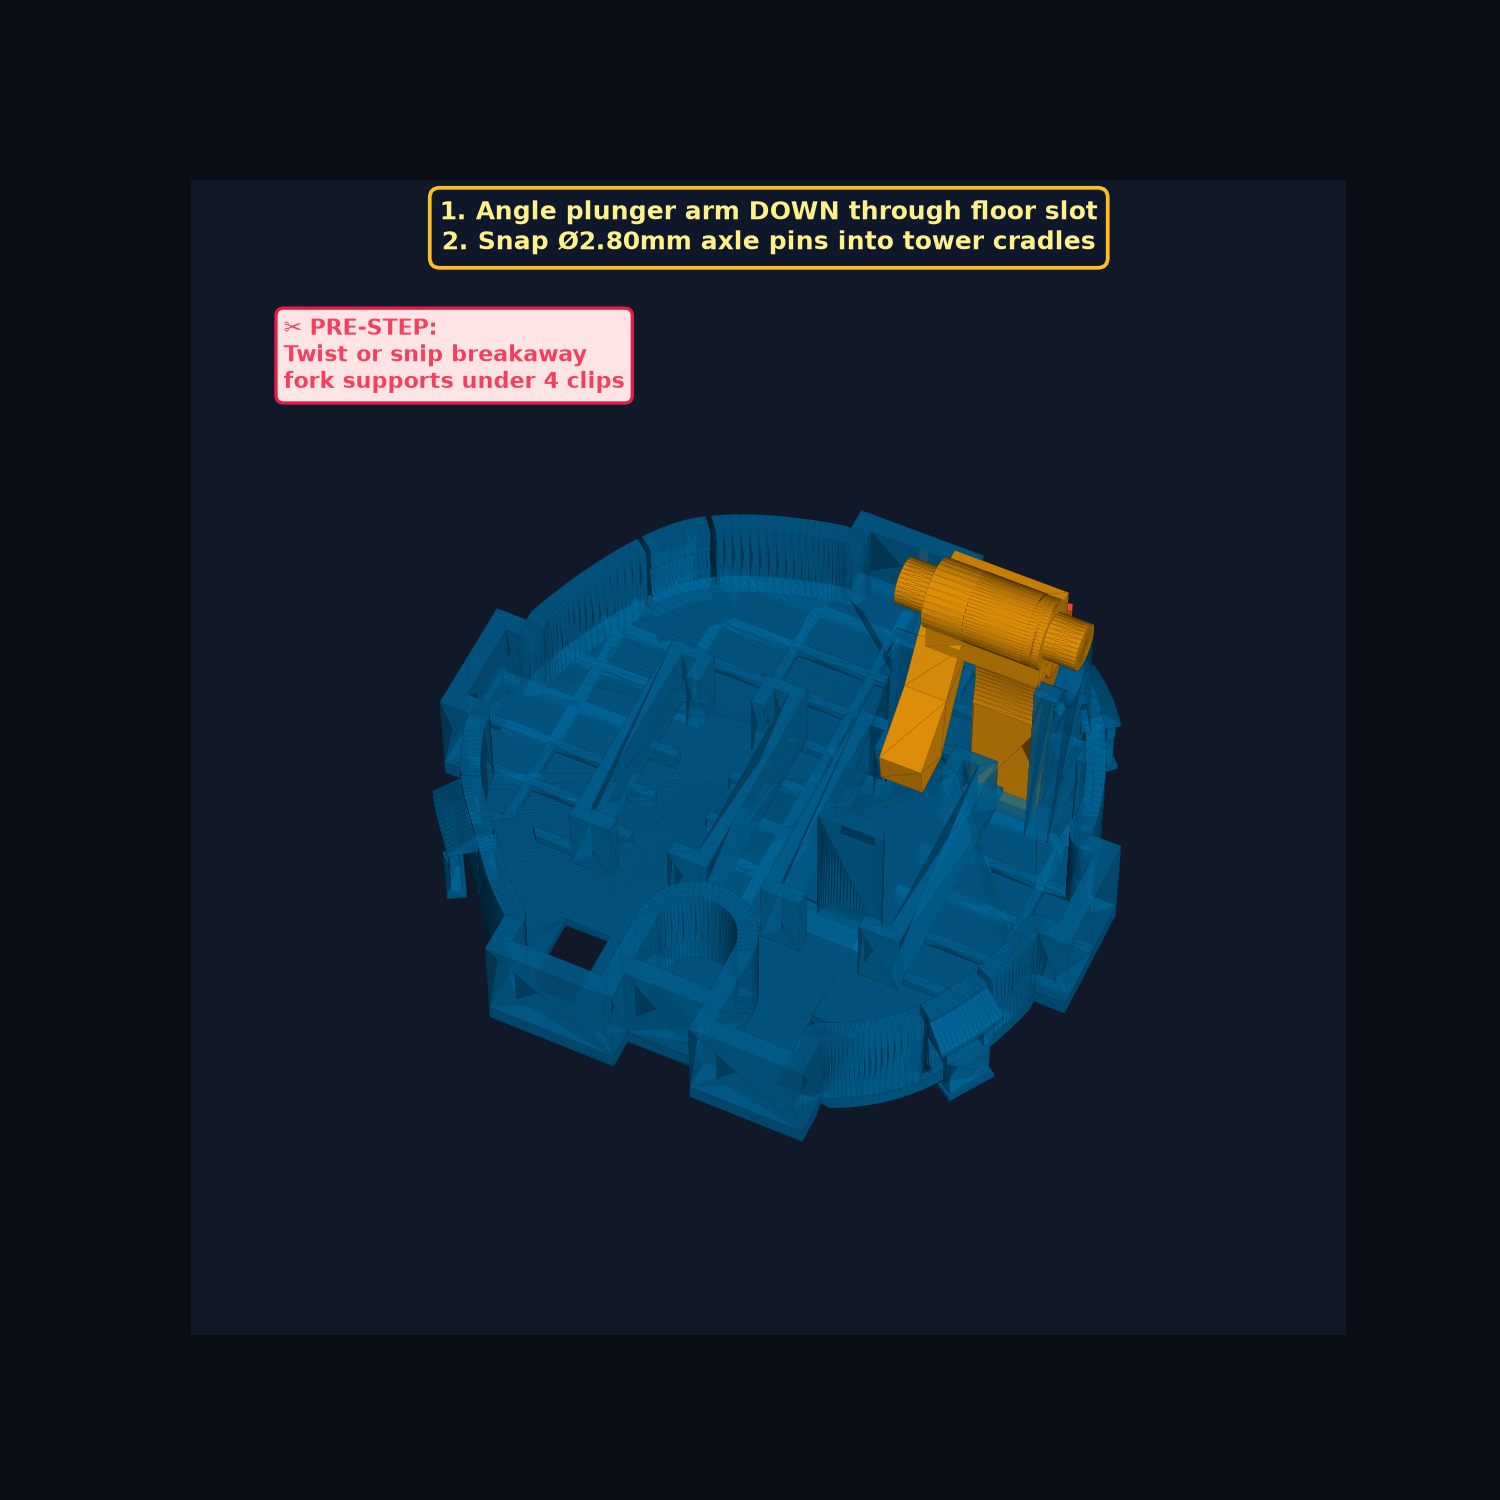 1. Angle plunger arm DOWN through floor slot
2. Snap Ø2.80mm axle pins into tower cradles
✂ PRE-STEP:
Twist or snip breakaway
fork supports under 4 clips